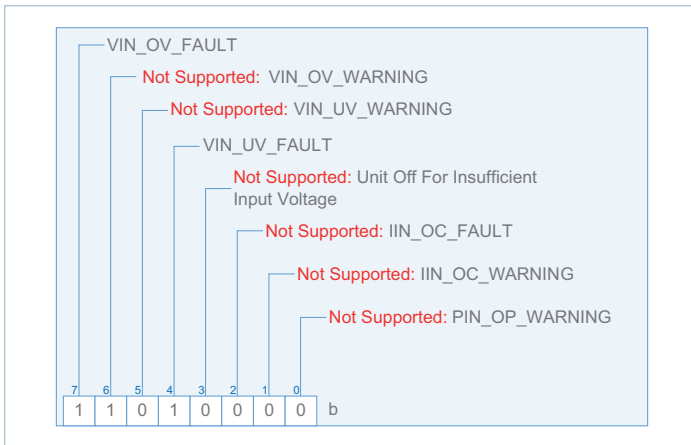 VIN_OV_FAULT
Not Supported: VIN_OV_WARNING
Not Supported: VIN_UV_WARNING
VIN_UV_FAULT
Not Supported: Unit Off For Insufficient
Input Voltage
Not Supported: IIN_OC_FAULT
Not Supported: IIN_OC_WARNING
Not Supported: PIN_OP_WARNING
7 6 5 4 3 2 1 0
1 1 0 1 0 0 0 0 b